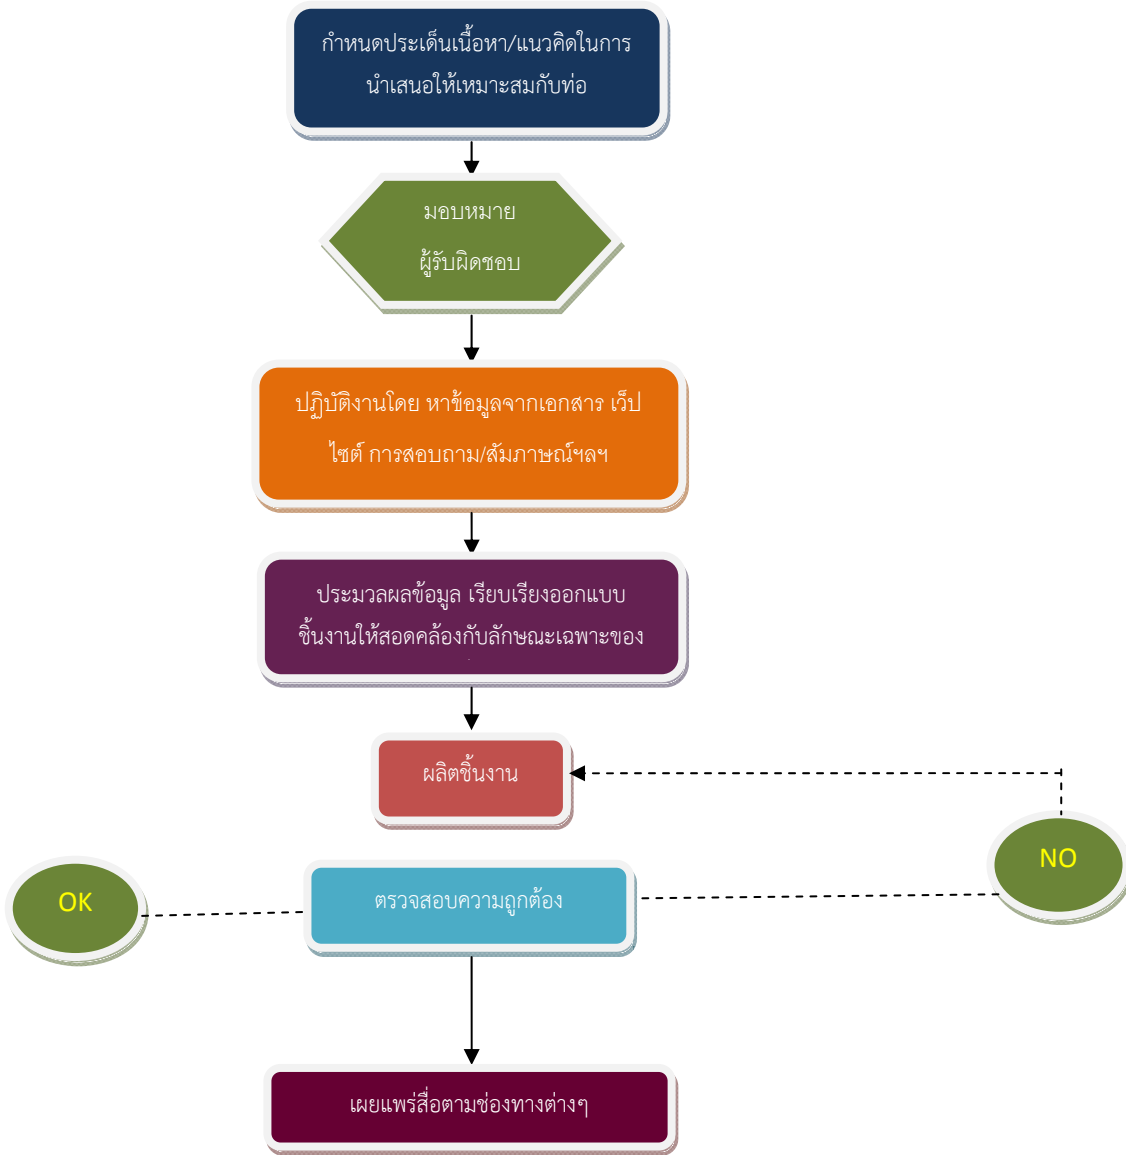 กำหนดประเด็นเนื้อหา/แนวคิดในการ
นำเสนอให้เหมาะสมกับท่อ
มอบหมาย
ผู้รับผิดชอบ
ปฏิบัติงานโดย หาข้อมูลจากเอกสาร เว็ป
ไซต์ การสอบถาม/สัมภาษณ์ฯลฯ
ประมวลผลข้อมูล เรียบเรียงออกแบบ
ชิ้นงานให้สอดคล้องกับลักษณะเฉพาะของ
ผลิตชิ้นงาน
NO
OK
ตรวจสอบความถูกต้อง
เผยแพร่สื่อตามช่องทางต่างๆ